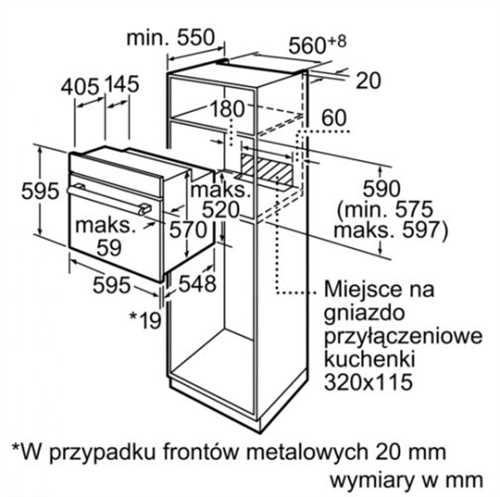 min. 550
560+8
20
405 145
180
60
595
maks.
520
590
(min. 575
maks. 597)
maks.
59
570
595
548
*19
Miejsce na
gniazdo
przyłączeniowe
kuchenki
320x115
*W przypadku frontów metalowych 20 mm
wymiary w mm